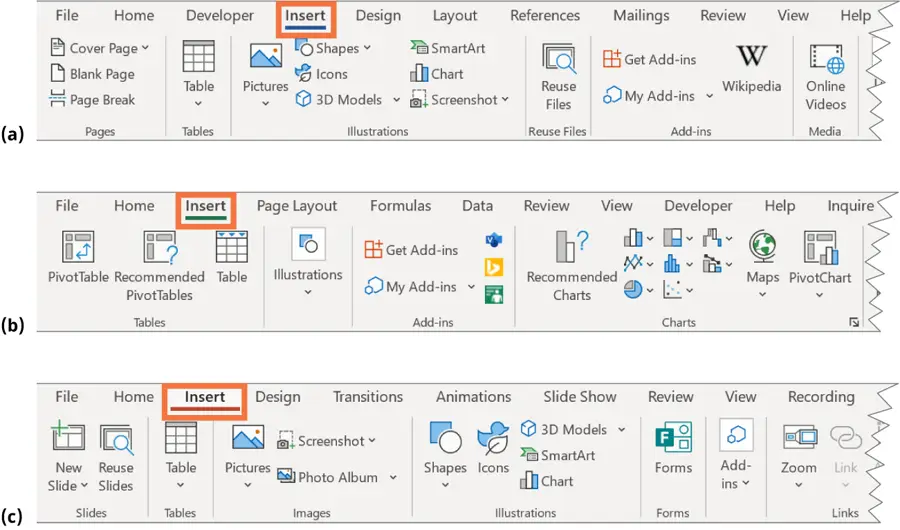 File Home Developer Insert Design Layout References Mailings Review View Help
Cover Page Shapes SmartArt Get Add-ins W
Blank Page Icons Chart
Page Break Table Pictures 3D Models Screenshot Reuse Files My Add-ins Wikipedia Online Videos
(a) Pages Tables Illustrations Reuse Files Add-ins Media
File Home Insert Page Layout Formulas Data Review View Developer Help Inquire
PivotTable Recommended PivotTables Table Illustrations Get Add-ins My Add-ins Recommended Charts Maps PivotChart
(b) Tables Add-ins Charts
File Home Insert Design Transitions Animations Slide Show Review View Recording
New Slide Reuse Slides Table Pictures Screenshot Photo Album Shapes Icons 3D Models SmartArt Chart Forms Add-ins Zoom Link
(c) Slides Tables Images Illustrations Forms Links